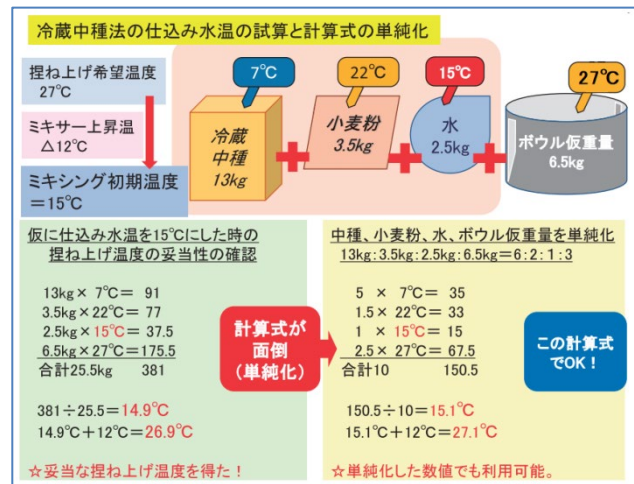 冷蔵中種法の仕込み水温の試算と計算式の単純化
捏ね上げ希望温度
27℃
ミキサー上昇温
△12℃
ミキシング初期温度
＝15℃
7℃
冷蔵
中種
13kg
22℃
小麦粉
3.5kg
15℃
水
2.5kg
27℃
ボウル仮重量
6.5kg
仮に仕込み水温を15℃にした時の
捏ね上げ温度の妥当性の確認
13kg× 7℃＝ 91
3.5kg×22℃＝ 77
2.5kg×15℃＝ 37.5
6.5kg×27℃＝175.5
合計25.5kg 381
381÷25.5＝14.9℃
14.9℃＋12℃＝26.9℃
☆妥当な捏ね上げ温度を得た！
計算式が
面倒
(単純化)
中種、小麦粉、水、ボウル仮重量を単純化
13kg：3.5kg：2.5kg：6.5kg＝6：2：1：3
5 × 7℃＝ 35
1.5 × 22℃＝ 33
1 × 15℃＝ 15
2.5 × 27℃＝ 67.5
合計10 150.5
150.5÷10＝15.1℃
15.1℃＋12℃＝27.1℃
☆単純化した数値でも利用可能。
この計算式
でOK！